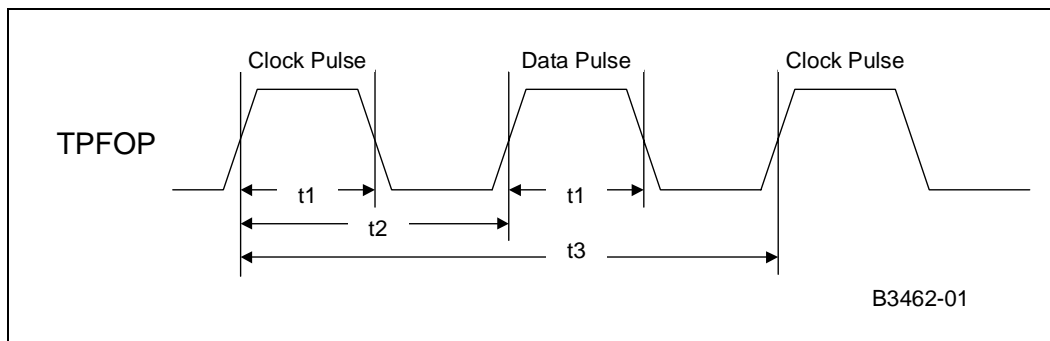 Clock Pulse
Data Pulse
Clock Pulse
TPFOP
t1
t1
t2
t3
B3462-01